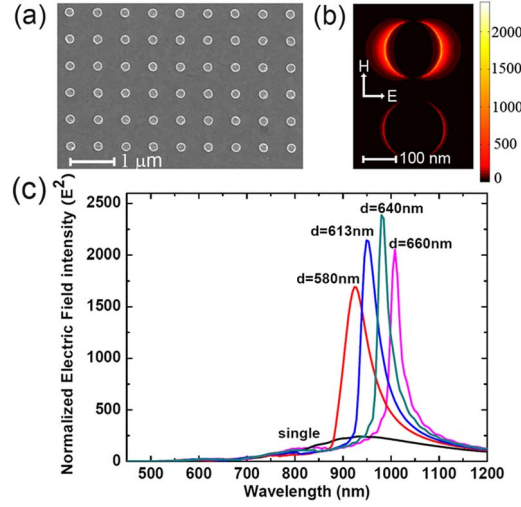 (a)
1 μm
(b)
H
E
100 nm
2000
1500
1000
500
0
(c)
Normalized Electric Field intensity (E²)
2500
2000
1500
1000
500
0
d=640nm
d=613nm
d=660nm
d=580nm
single
500 600 700 800 900 1000 1100 1200
Wavelength (nm)